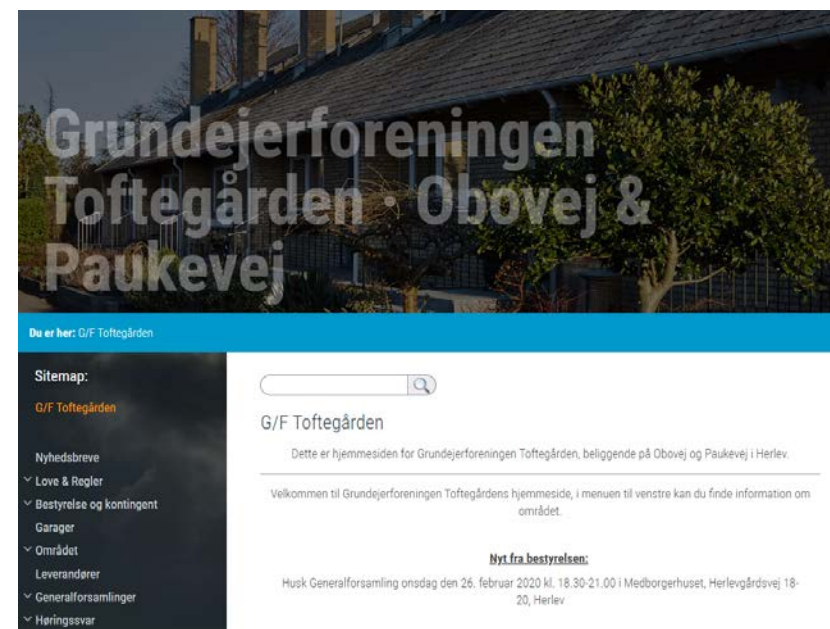 Grundejerforeningen
Toftegården · Obovej &
Paukevej
Du er her: G/F Toftegården
Sitemap:
G/F Toftegården
Nyhedsbreve
Love & Regler
Bestyrelse og kontingent
Garager
Området
Leverandører
Generalforsamlinger
Høringssvar
G/F Toftegården
Dette er hjemmesiden for Grundejerforeningen Toftegården, beliggende på Obovej og Paukevej i Herlev.
Velkommen til Grundejerforeningen Toftegårdens hjemmeside, i menuen til venstre kan du finde information om
området.
Nyt fra bestyrelsen:
Husk Generalforsamling onsdag den 26. februar 2020 kl. 18.30-21.00 i Medborgerhuset, Herlevgårdsvej 18-
20, Herlev